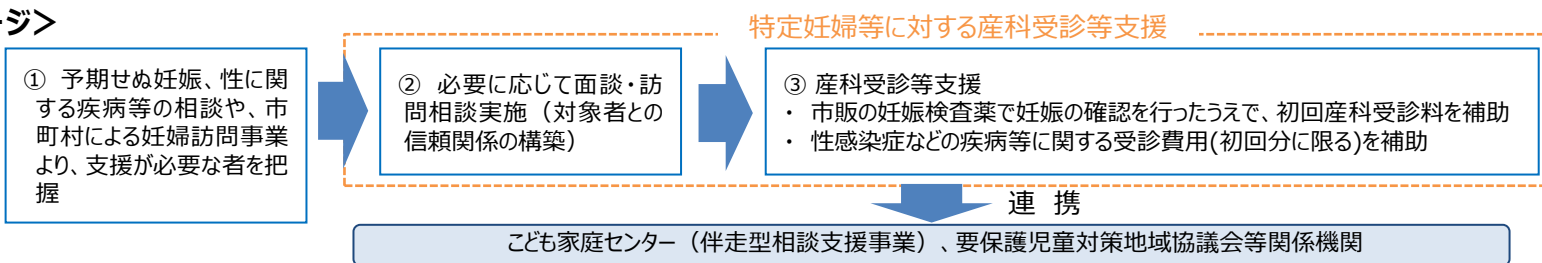 ジ＞
特定妊婦等に対する産科受診等支援
① 予期せぬ妊娠、性に関
する疾病等の相談や、市
町村による妊婦訪問事業
より、支援が必要な者を把
握
② 必要に応じて面談・訪
問相談実施（対象者との
信頼関係の構築）
③ 産科受診等支援
・ 市販の妊娠検査薬で妊娠の確認を行ったうえで、初回産科受診料を補助
・ 性感染症などの疾病等に関する受診費用(初回分に限る)を補助
連 携
こども家庭センター（伴走型相談支援事業）、要保護児童対策地域協議会等関係機関